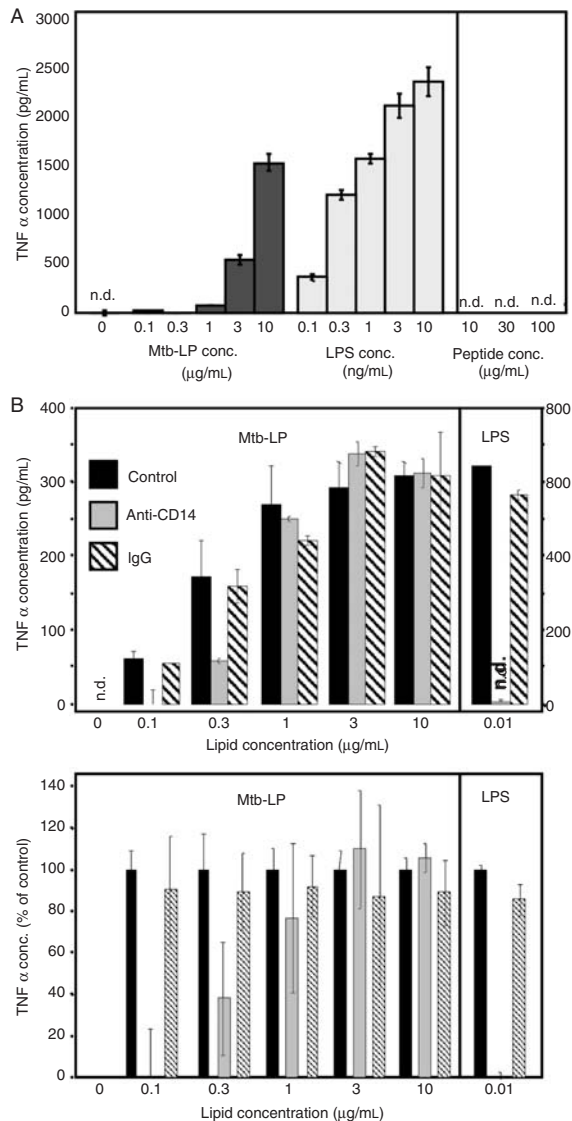 A
TNF α concentration (pg/mL)
3000
2500
2000
1500
1000
500
0
n.d.
n.d. n.d. n.d.
0 0.1 0.3 1 3 10 0.1 0.3 1 3 10 10 30 100
Mtb-LP conc. LPS conc. Peptide conc.
(μg/mL) (ng/mL) (μg/mL)
B
TNF α concentration (pg/mL)
400
300
200
100
0
Mtb-LP
LPS
800
600
400
200
0
Control
Anti-CD14
IgG
n.d.
n.d.
0 0.1 0.3 1 3 10 0.01
Lipid concentration (μg/mL)
TNF α conc. (% of control)
140
120
100
80
60
40
20
0
Mtb-LP
LPS
0 0.1 0.3 1 3 10 0.01
Lipid concentration (μg/mL)